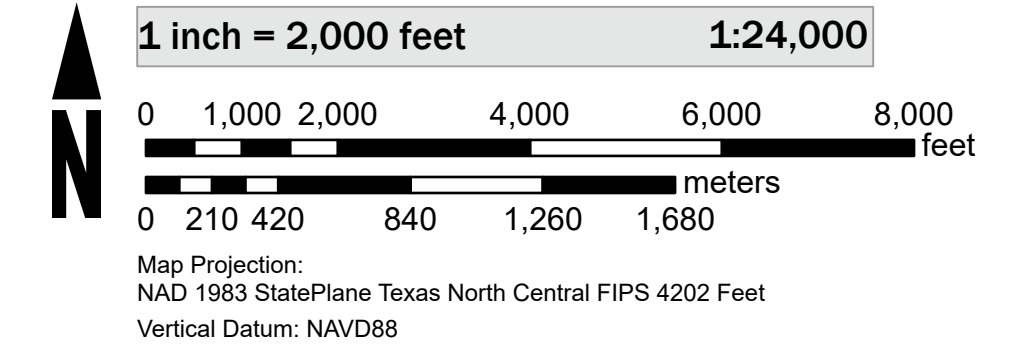 1 inch = 2,000 feet 1:24,000
0 1,000 2,000 4,000 6,000 8,000
feet
meters
0 210 420 840 1,260 1,680
N
Map Projection:
NAD 1983 StatePlane Texas North Central FIPS 4202 Feet
Vertical Datum: NAVD88